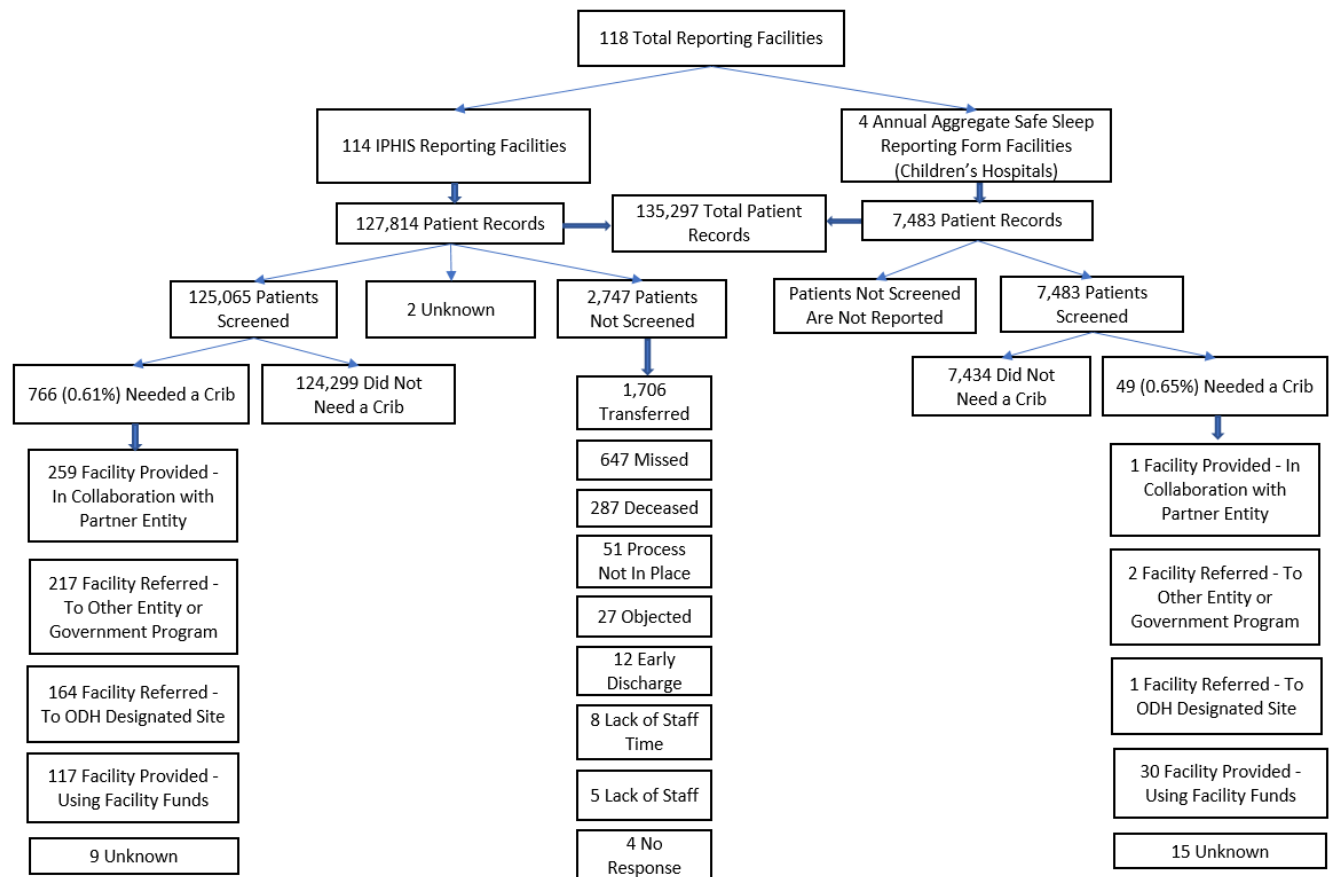 118 Total Reporting Facilities
114 IPHIS Reporting Facilities
4 Annual Aggregate Safe Sleep
Reporting Form Facilities
(Children’s Hospitals)
127,814 Patient Records
135,297 Total Patient
Records
7,483 Patient Records
125,065 Patients
Screened
2 Unknown
2,747 Patients
Not Screened
Patients Not Screened
Are Not Reported
7,483 Patients
Screened
766 (0.61%) Needed a Crib
124,299 Did Not
Need a Crib
1,706
Transferred
7,434 Did Not
Need a Crib
49 (0.65%) Needed a Crib
259 Facility Provided -
In Collaboration with
Partner Entity
217 Facility Referred -
To Other Entity or
Government Program
164 Facility Referred -
To ODH Designated Site
117 Facility Provided -
Using Facility Funds
9 Unknown
647 Missed
287 Deceased
51 Process
Not In Place
27 Objected
12 Early
Discharge
8 Lack of Staff
Time
5 Lack of Staff
4 No
Response
1 Facility Provided - In
Collaboration with
Partner Entity
2 Facility Referred - To
Other Entity or
Government Program
1 Facility Referred - To
ODH Designated Site
30 Facility Provided -
Using Facility Funds
15 Unknown